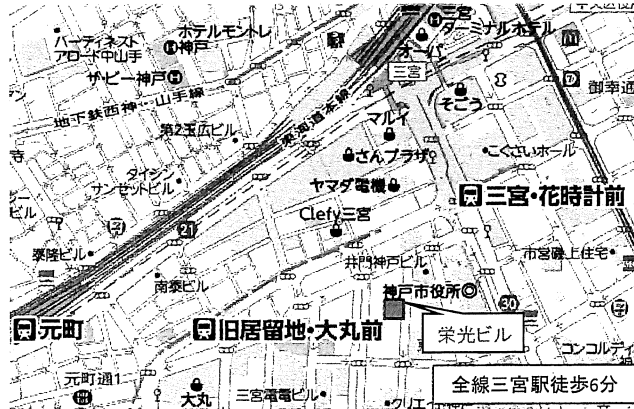 ホテルモントレ
神戸
三宮
ターミナルホテル
オーパ
パーティネスト
アロード中山手
ザ・ビー神戸
三宮
そごう
御幸通
地下鉄西神・山手線
東海道本線
第2玉広ビル
マルイ
さんプラザ
こくさいホール
タイシン
サンセットビル
ヤマダ電機
三宮・花時計前
Clefy三宮
21
泰隆ビル
井門神戸ビル
市営磯上住宅
南泰ビル
神戸市役所
30
元町
旧居留地・大丸前
栄光ビル
コンコルディ
元町通1
大丸
三宮電電ビル
クリエ
全線三宮駅徒歩6分